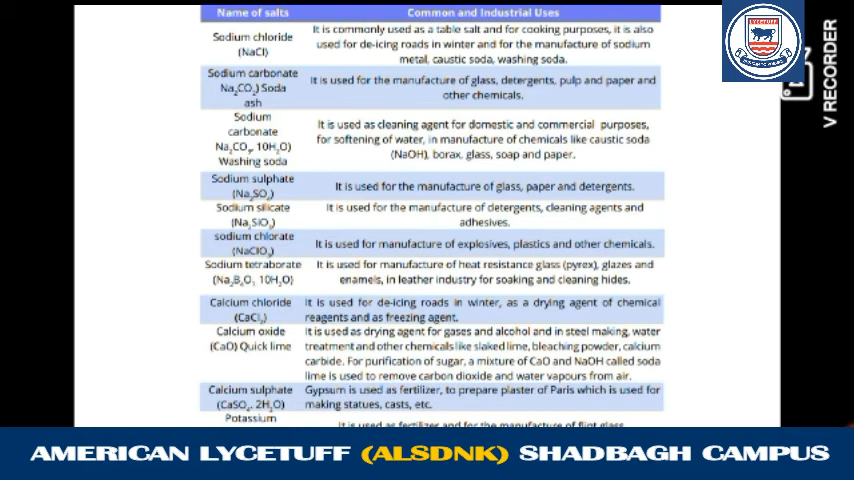 Name of salts
Common and Industrial Uses
Sodium chloride
(NaCl)
It is commonly used as a table salt and for cooking purposes, it is also
used for de-icing roads in winter and for the manufacture of sodium
metal, caustic soda, washing soda.
Sodium carbonate
Na₂CO₃) Soda
ash
It is used for the manufacture of glass, detergents, pulp and paper and
other chemicals.
Sodium
carbonate
Na₂CO₃, 10H₂O)
Washing soda
It is used as cleaning agent for domestic and commercial purposes,
for softening of water, in manufacture of chemicals like caustic soda
(NaOH), borax, glass, soap and paper.
Sodium sulphate
(Na₂SO₄)
It is used for the manufacture of glass, paper and detergents.
Sodium silicate
(Na₂SiO₃)
It is used for the manufacture of detergents, cleaning agents and
adhesives.
sodium chlorate
(NaClO₃)
It is used for manufacture of explosives, plastics and other chemicals.
Sodium tetraborate
(Na₂B₄O₇ 10H₂O)
It is used for manufacture of heat resistance glass (pyrex), glazes and
enamels, in leather industry for soaking and cleaning hides.
Calcium chloride
(CaCl₂)
It is used for de-icing roads in winter, as a drying agent of chemical
reagents and as freezing agent.
Calcium oxide
(CaO) Quick lime
It is used as drying agent for gases and alcohol and in steel making, water
treatment and other chemicals like slaked lime, bleaching powder, calcium
carbide. For purification of sugar, a mixture of CaO and NaOH called soda
lime is used to remove carbon dioxide and water vapours from air.
Calcium sulphate
(CaSO₄. 2H₂O)
Gypsum is used as fertilizer, to prepare plaster of Paris which is used for
making statues, casts, etc.
Potassium
It is used as fertilizer and for the manufacture of flint glass
LYCETUFF
V RECORDER
AMERICAN LYCETUFF (ALSDNK) SHADBAGH CAMPUS